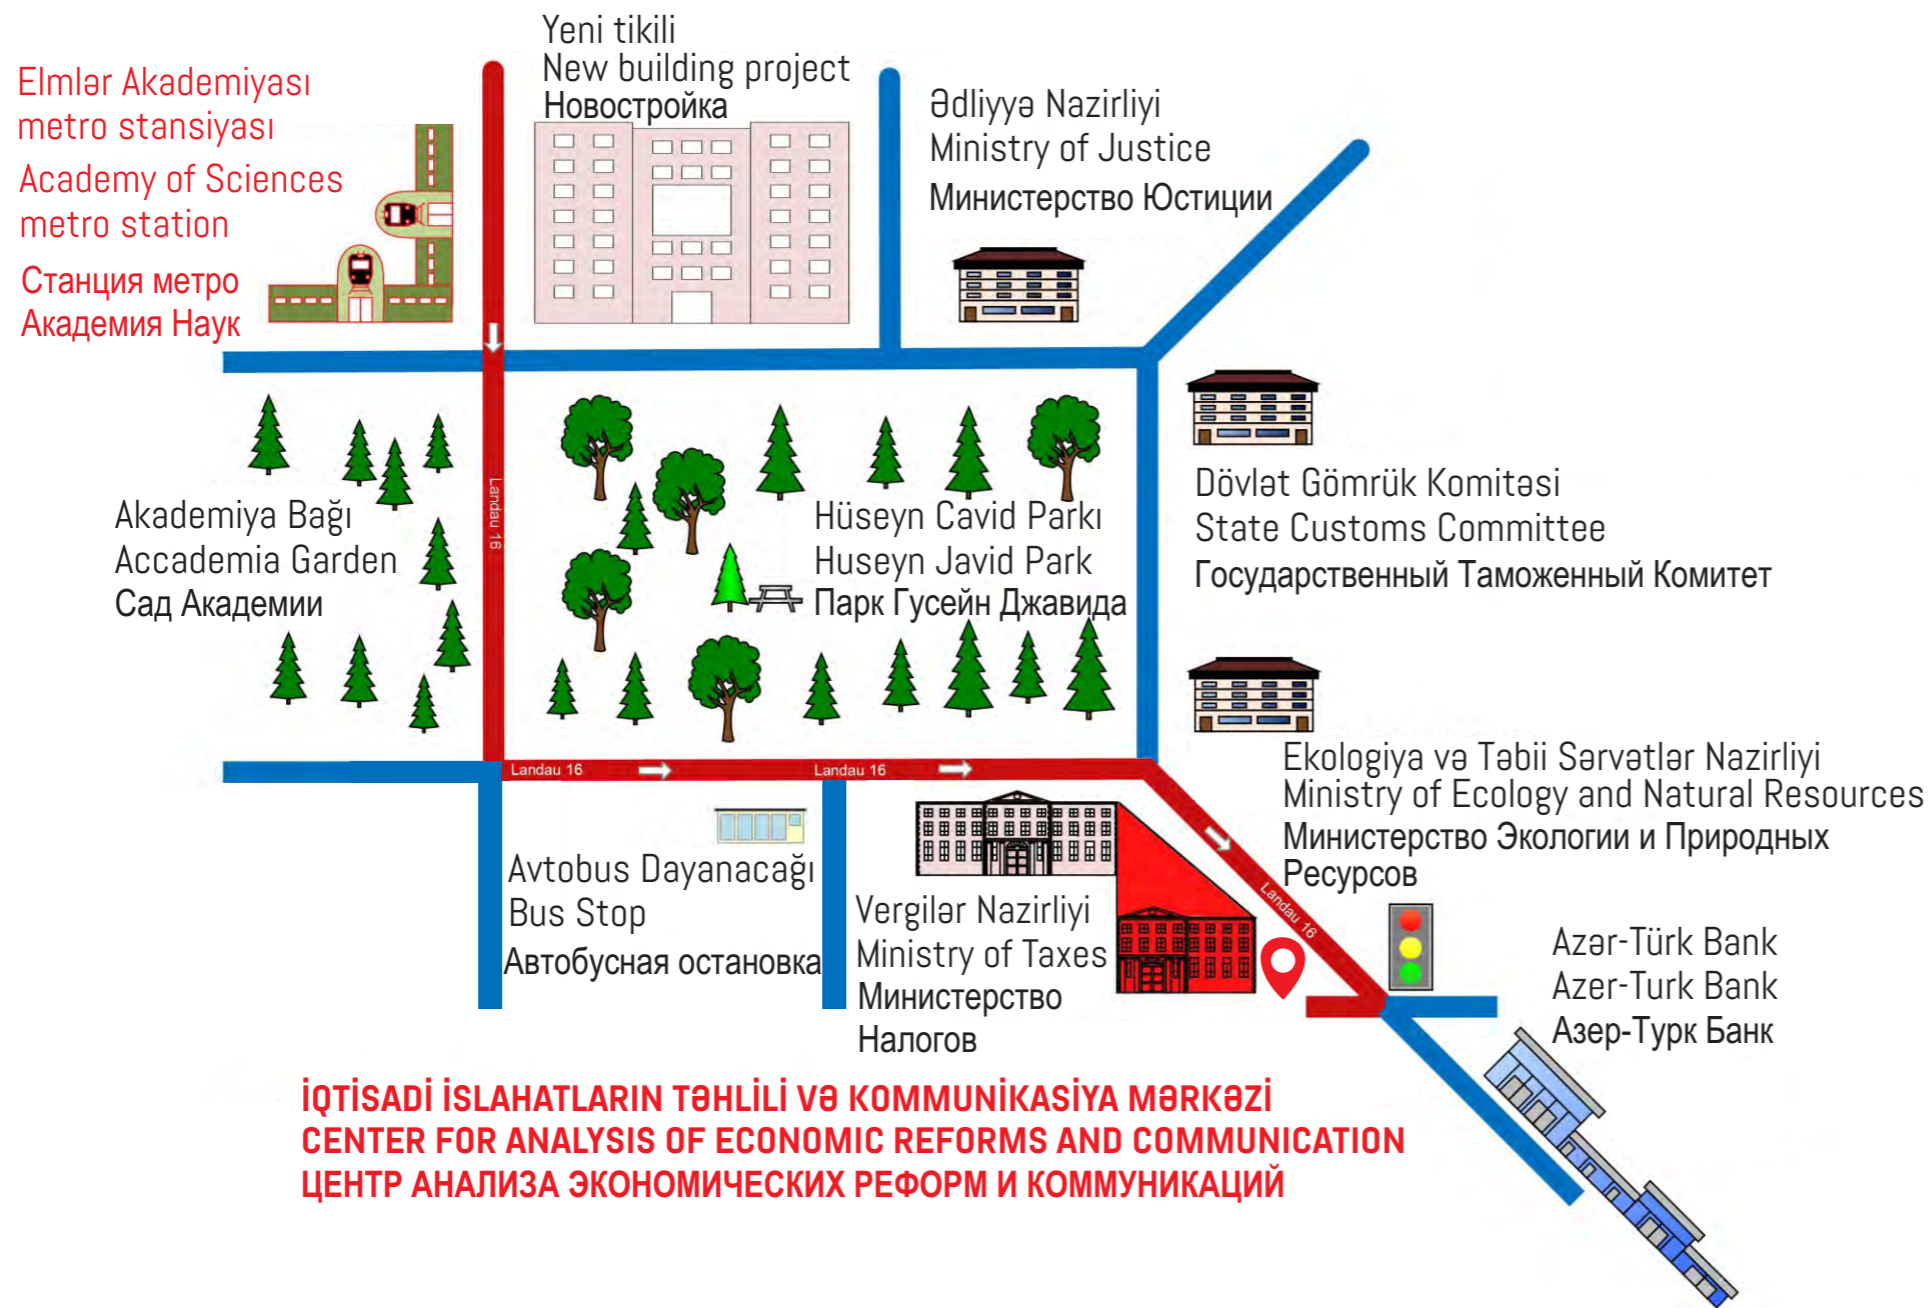 Elmlər Akademiyası
metro stansiyası
Academy of Sciences
metro station
Станция метро
Академия Наук
Yeni tikili
New building project
Новостройка
Ədliyyə Nazirliyi
Ministry of Justice
Министерство Юстиции
Akademiya Bağı
Accademia Garden
Сад Академии
Landau 16
Hüseyn Cavid Parkı
Huseyn Javid Park
Парк Гусейн Джавида
Dövlət Gömrük Komitəsi
State Customs Committee
Государственный Таможенный Комитет
Landau 16
Landau 16
Ekologiya və Təbii Sərvətlər Nazirliyi
Ministry of Ecology and Natural Resources
Министерство Экологии и Природных
Ресурсов
Avtobus Dayanacağı
Bus Stop
Автобусная остановка
Vergilər Nazirliyi
Ministry of Taxes
Министерство
Налогов
Landau 16
Azər-Türk Bank
Azer-Turk Bank
Азер-Турк Банк
İQTİSADİ İSLAHATLARIN TƏHLİLİ VƏ KOMMUNİKASİYA MƏRKƏZİ
CENTER FOR ANALYSIS OF ECONOMIC REFORMS AND COMMUNICATION
ЦЕНТР АНАЛИЗА ЭКОНОМИЧЕСКИХ РЕФОРМ И КОММУНИКАЦИЙ